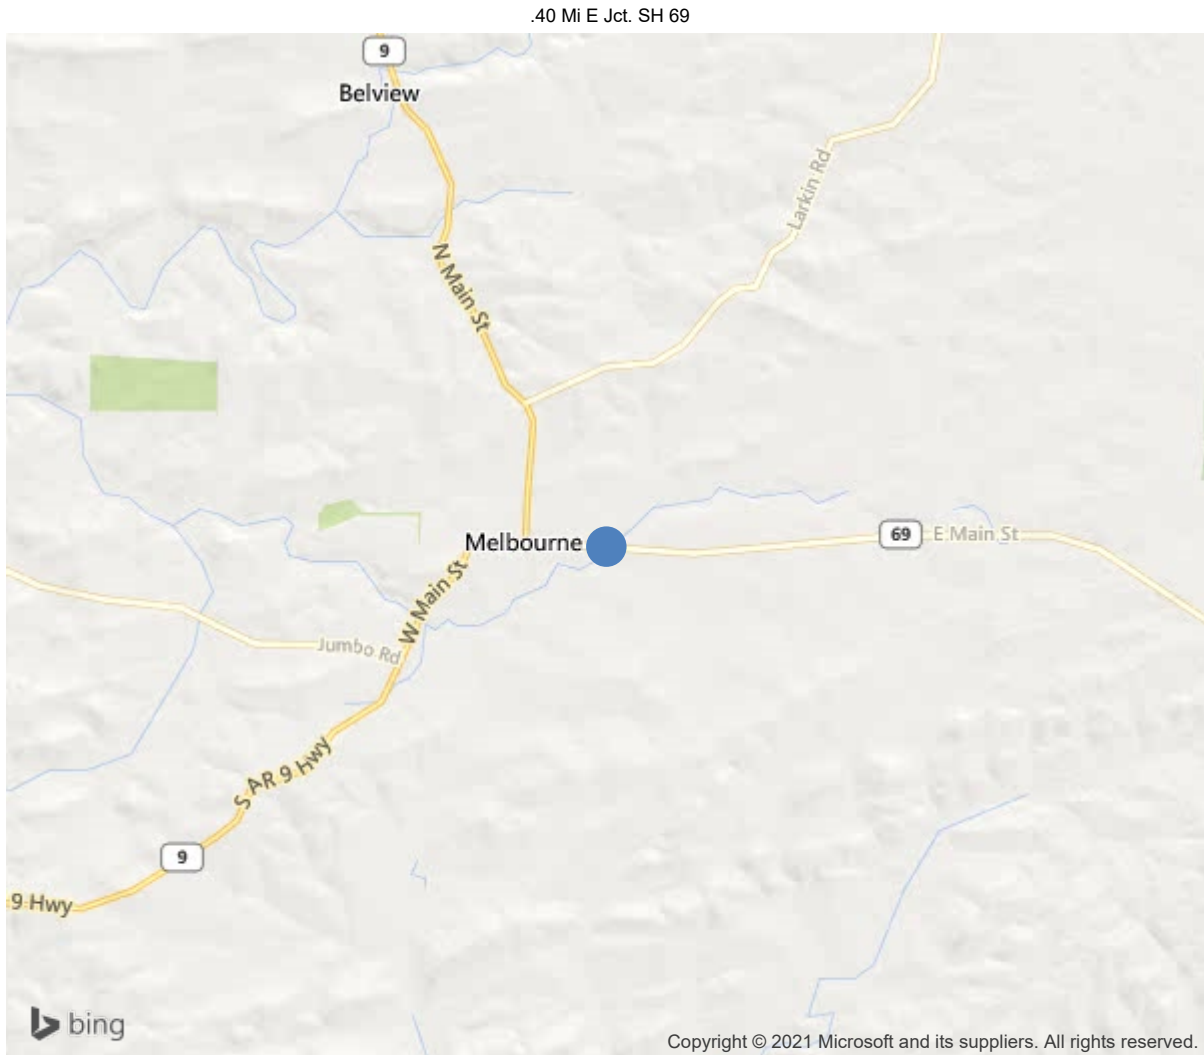 .40 Mi E Jct. SH 69
9
Belview
Larkin Rd
N Main St
Melbourne
69
E Main St
W Main St
Jumbo Rd
S AR 9 Hwy
9
9 Hwy
bing
Copyright © 2021 Microsoft and its suppliers. All rights reserved.